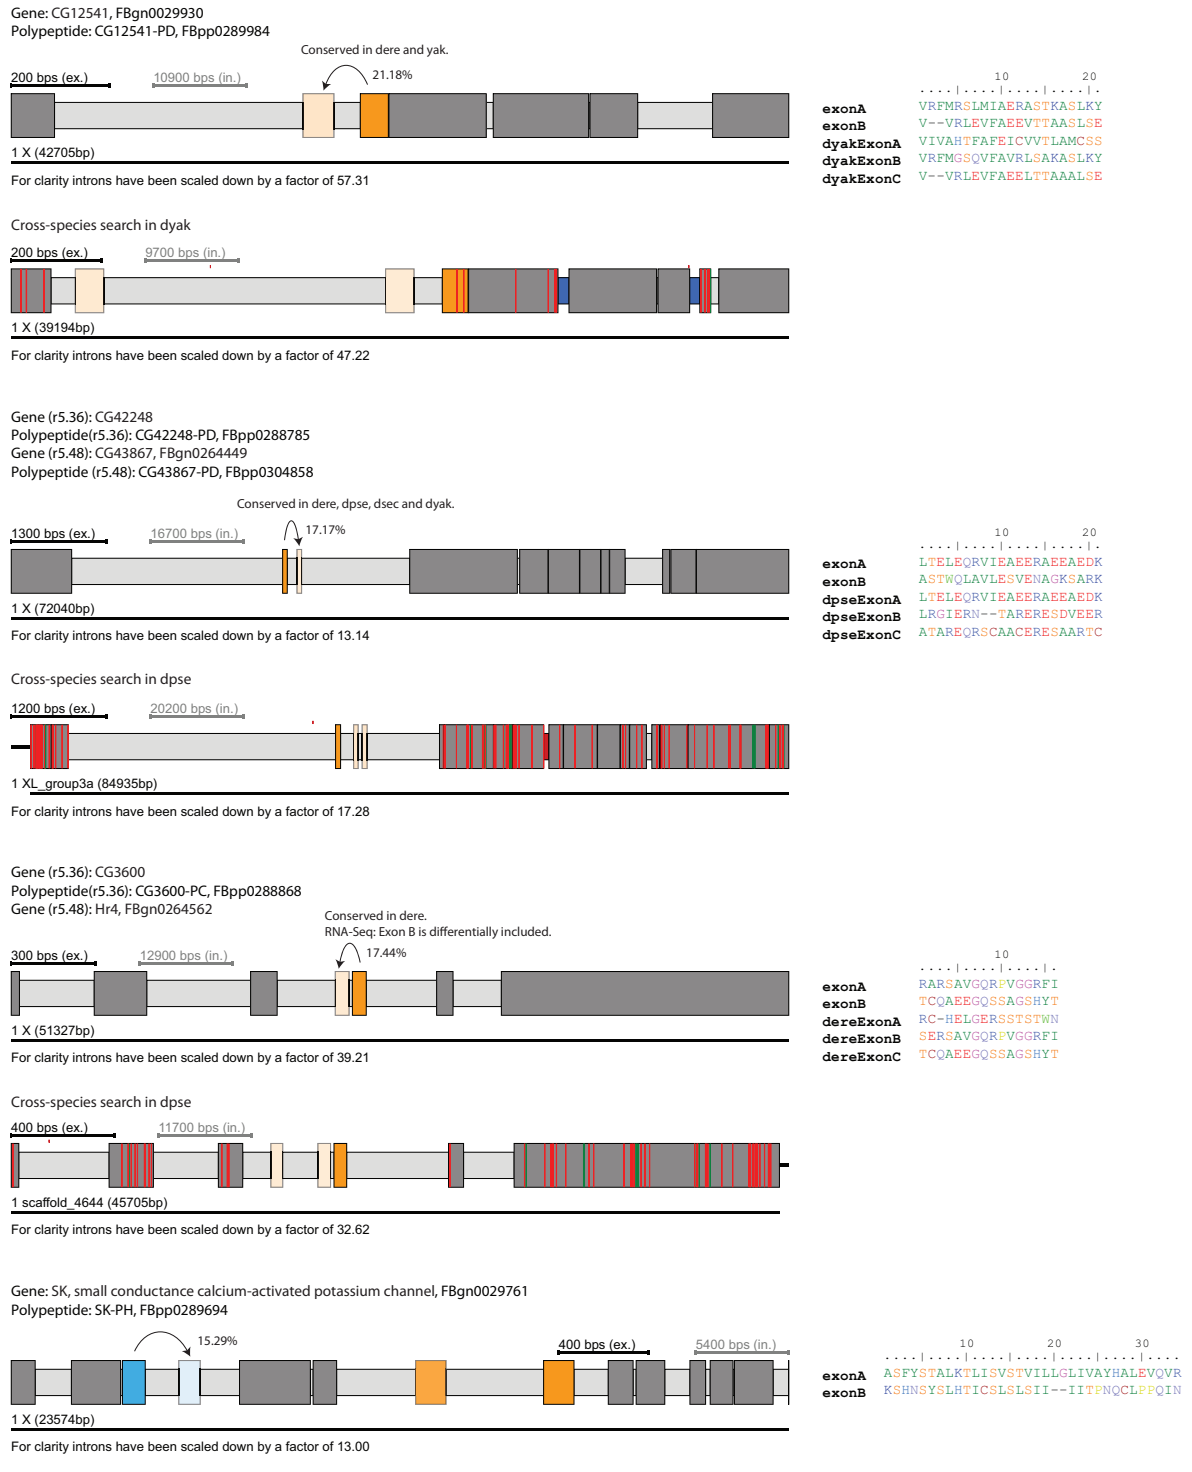 Gene: CG12541, FBgn0029930
Polypeptide: CG12541-PD, FBpp0289984
Conserved in dere and yak.
21.18%
200 bps (ex.) 10900 bps (in.)
1 X (42705bp)
For clarity introns have been scaled down by a factor of 57.31
10 20
....|....|....|....|.
exonA VRFMRSLMIAERASTKASLKY
exonB V--VRLEVFAEEVTTAASLSE
dyakExonA VIVAHTFAFEICVVTLAMCSS
dyakExonB VRFMGSQVFAVRLSAKASLKY
dyakExonC V--VRLEVFAEELTTAAALSE
Cross-species search in dyak
200 bps (ex.) 9700 bps (in.)
1 X (39194bp)
For clarity introns have been scaled down by a factor of 47.22
Gene (r5.36): CG42248
Polypeptide(r5.36): CG42248-PD, FBpp0288785
Gene (r5.48): CG43867, FBgn0264449
Polypeptide (r5.48): CG43867-PD, FBpp0304858
Conserved in dere, dpse, dsec and dyak.
17.17%
1300 bps (ex.) 16700 bps (in.)
1 X (72040bp)
For clarity introns have been scaled down by a factor of 13.14
10 20
....|....|....|....|.
exonA LTELEQRVIEAEERAEEAEDK
exonB ASTWQLAVLESVENAGKSARK
dpseExonA LTELEQRVIEAEERAEEAEDK
dpseExonB LRGIERN--TARERESDVEER
dpseExonC ATAREQRSCAACERESAARTC
Cross-species search in dpse
1200 bps (ex.) 20200 bps (in.)
1 XL_group3a (84935bp)
For clarity introns have been scaled down by a factor of 17.28
Gene (r5.36): CG3600
Polypeptide(r5.36): CG3600-PC, FBpp0288868
Gene (r5.48): Hr4, FBgn0264562
Conserved in dere.
RNA-Seq: Exon B is differentially included.
17.44%
300 bps (ex.) 12900 bps (in.)
1 X (51327bp)
For clarity introns have been scaled down by a factor of 39.21
10
....|....|....|.
exonA RARSAVGQRPVGGRFI
exonB TCQAEEGQSSAGSHYT
dereExonA RC-HELGERSSTSTWN
dereExonB SERSAVGQRPVGGRFI
dereExonC TCQAEEGQSSAGSHYT
Cross-species search in dpse
400 bps (ex.) 11700 bps (in.)
1 scaffold_4644 (45705bp)
For clarity introns have been scaled down by a factor of 32.62
Gene: SK, small conductance calcium-activated potassium channel, FBgn0029761
Polypeptide: SK-PH, FBpp0289694
15.29%
400 bps (ex.) 5400 bps (in.)
1 X (23574bp)
For clarity introns have been scaled down by a factor of 13.00
10 20 30
....|....|....|....|....|....|....
exonA ASFYSTALKTLISVSTVILLGLIVAYHALEVQVR
exonB KSHNSYSLHTICSLSLSII--IITPNQCLPPQIN